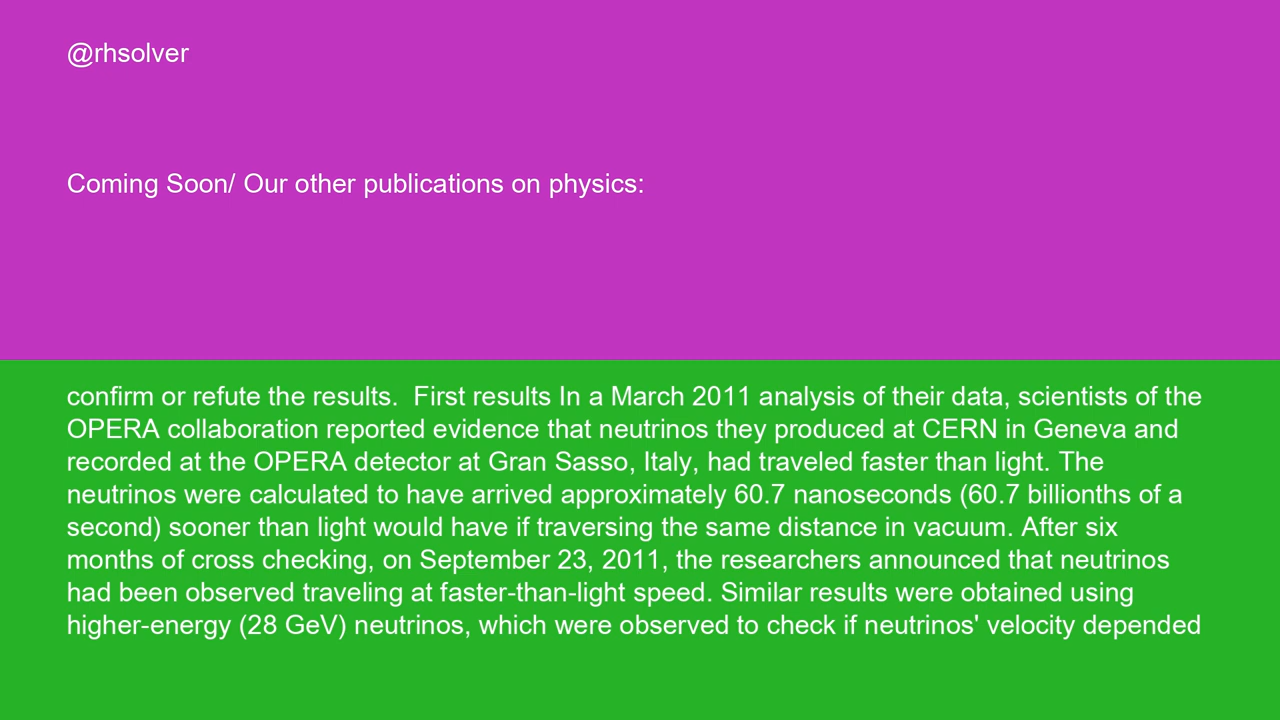 @rhsolver
Coming Soon/ Our other publications on physics:
confirm or refute the results.  First results In a March 2011 analysis of their data, scientists of the
OPERA collaboration reported evidence that neutrinos they produced at CERN in Geneva and
recorded at the OPERA detector at Gran Sasso, Italy, had traveled faster than light. The
neutrinos were calculated to have arrived approximately 60.7 nanoseconds (60.7 billionths of a
second) sooner than light would have if traversing the same distance in vacuum. After six
months of cross checking, on September 23, 2011, the researchers announced that neutrinos
had been observed traveling at faster-than-light speed. Similar results were obtained using
higher-energy (28 GeV) neutrinos, which were observed to check if neutrinos' velocity depended